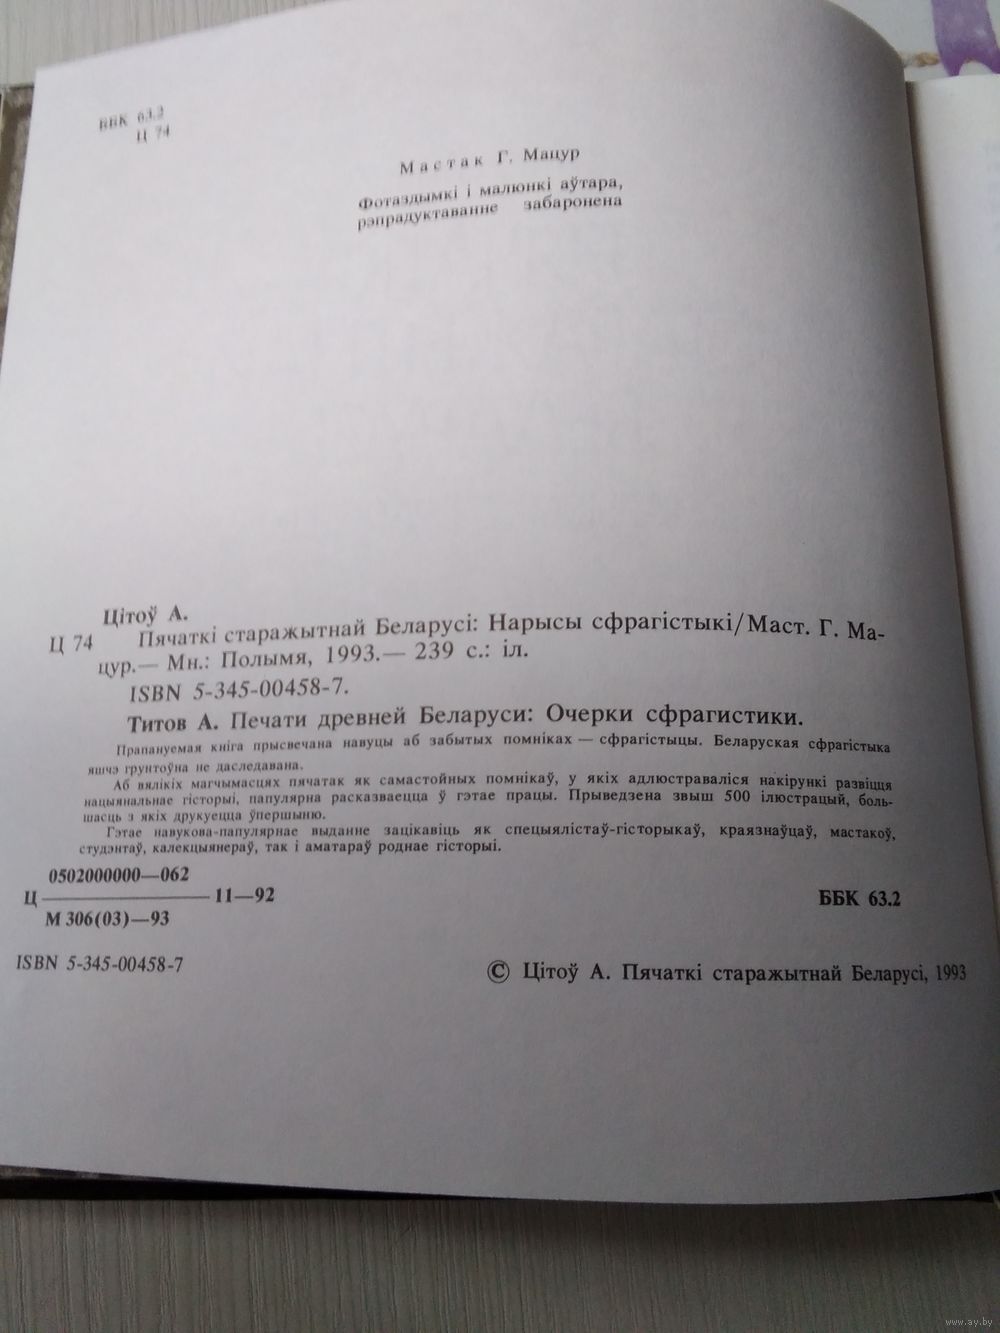 ББК 63.2
Ц 74
Мастак Г. Мацур
Фотаздымкі і малюнкі аўтара,
рэпрадуктаванне забаронена
Цітоў А.
Ц 74 Пячаткі старажытнай Беларусі: Нарысы сфрагістыкі/Маст. Г. Ма-
цур.— Мн.: Полымя, 1993.— 239 с.: іл.
ISBN 5-345-00458-7.
Титов А. Печати древней Беларуси: Очерки сфрагистики.
Прапануемая кніга прысвечана навуцы аб забытых помніках — сфрагістыцы. Беларуская сфрагістыка
яшчэ грунтоўна не даследавана.
Аб вялікіх магчымасцях пячатак як самастойных помнікаў, у якіх адлюстраваліся накірункі развіцця
нацыянальнае гісторыі, папулярна расказваецца ў гэтае працы. Прыведзена звыш 500 ілюстрацый, боль-
шасць з якіх друкуецца ўпершыню.
Гэтае навукова-папулярнае выданне зацікавіць як спецыялістаў-гісторыкаў, краязнаўцаў, мастакоў,
студэнтаў, калекцыянераў, так і аматараў роднае гісторыі.
0502000000—062
Ц 11—92
М 306(03)—93
ББК 63.2
ISBN 5-345-00458-7
© Цітоў А. Пячаткі старажытнай Беларусі, 1993
www.ay.by